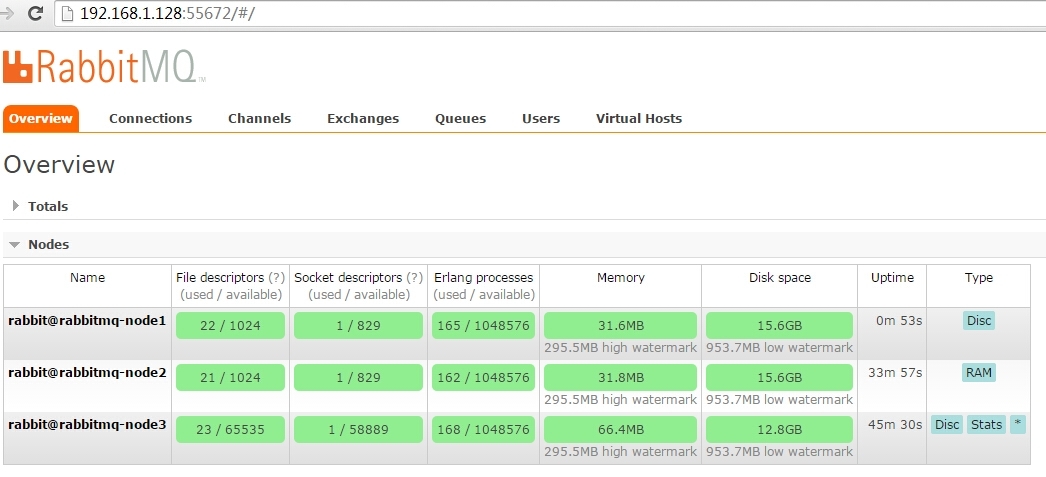 192.168.1.128:55672/#/
RabbitMQ TM
Overview Connections Channels Exchanges Queues Users Virtual Hosts
Overview
Totals
Nodes
Name File descriptors (?) Socket descriptors (?) Erlang processes Memory Disk space Uptime Type
(used / available) (used / available) (used / available)
rabbit@rabbitmq-node1 22 / 1024 1 / 829 165 / 1048576 31.6MB 15.6GB 0m 53s Disc
295.5MB high watermark 953.7MB low watermark
rabbit@rabbitmq-node2 21 / 1024 1 / 829 162 / 1048576 31.8MB 15.6GB 33m 57s RAM
295.5MB high watermark 953.7MB low watermark
rabbit@rabbitmq-node3 23 / 65535 1 / 58889 168 / 1048576 66.4MB 12.8GB 45m 30s Disc Stats *
295.5MB high watermark 953.7MB low watermark